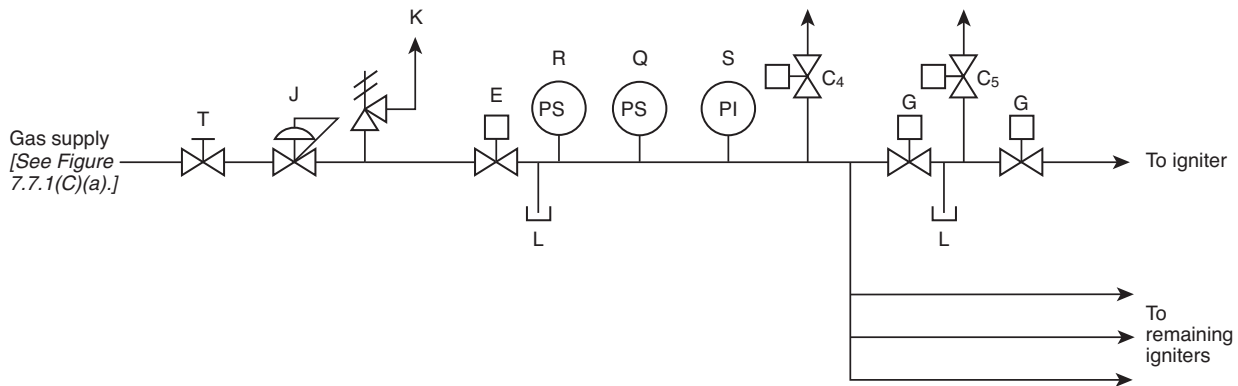 K
R
Q
S
C4
C5
E
G
G
J
T
PS
PS
PI
Gas supply
[See Figure
7.7.1(C)(a).]
To igniter
L
L
To
remaining
igniters